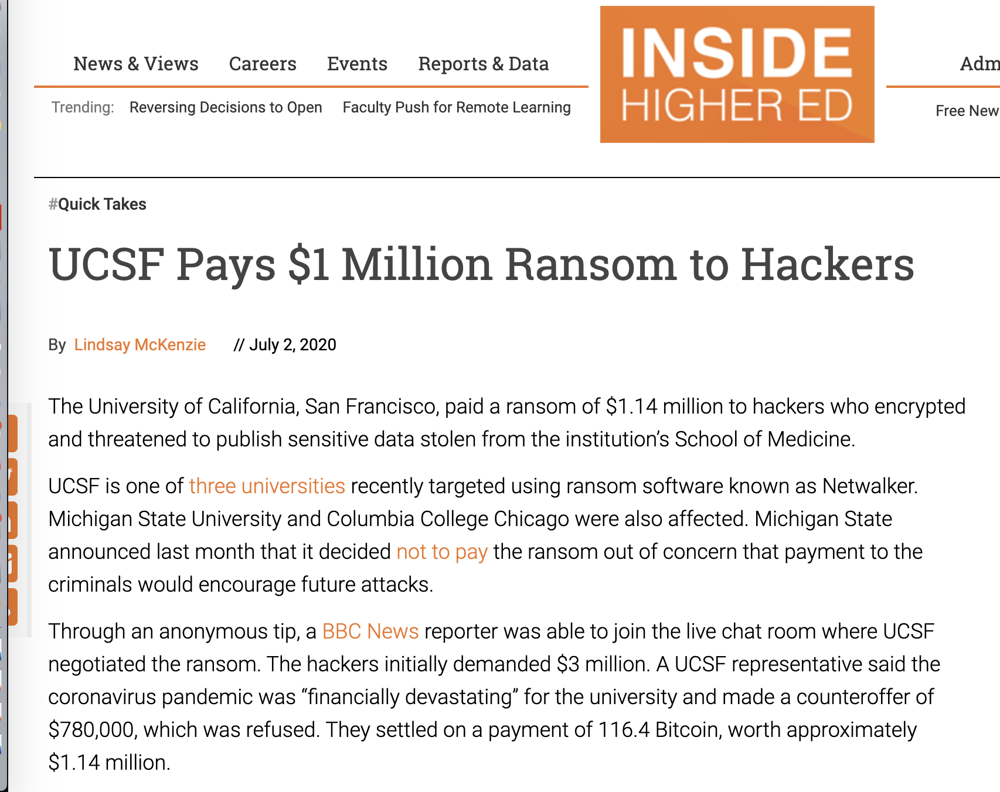 News & Views Careers Events Reports & Data
INSIDE
HIGHER ED
Adm
Trending: Reversing Decisions to Open Faculty Push for Remote Learning
Free New
#Quick Takes
UCSF Pays $1 Million Ransom to Hackers
By Lindsay McKenzie // July 2, 2020
The University of California, San Francisco, paid a ransom of $1.14 million to hackers who encrypted
and threatened to publish sensitive data stolen from the institution’s School of Medicine.
UCSF is one of three universities recently targeted using ransom software known as Netwalker.
Michigan State University and Columbia College Chicago were also affected. Michigan State
announced last month that it decided not to pay the ransom out of concern that payment to the
criminals would encourage future attacks.
Through an anonymous tip, a BBC News reporter was able to join the live chat room where UCSF
negotiated the ransom. The hackers initially demanded $3 million. A UCSF representative said the
coronavirus pandemic was “financially devastating” for the university and made a counteroffer of
$780,000, which was refused. They settled on a payment of 116.4 Bitcoin, worth approximately
$1.14 million.